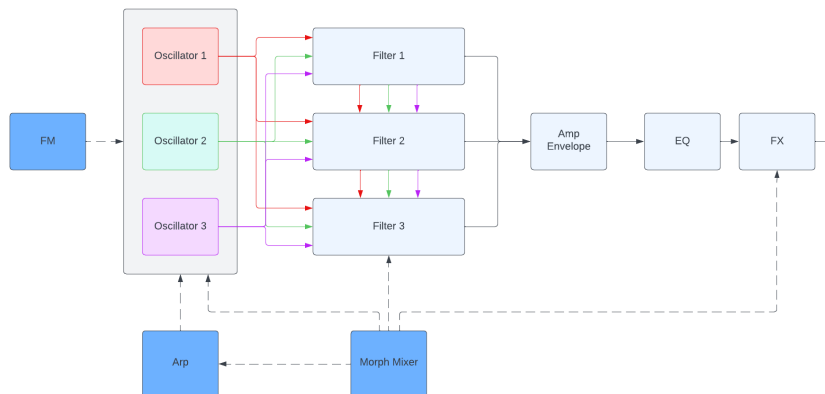 Oscillator 1
Filter 1
FM
Oscillator 2
Filter 2
Amp
Envelope
EQ
FX
Oscillator 3
Filter 3
Arp
Morph Mixer